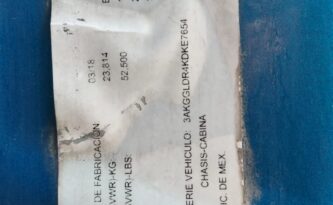 DE FABRICACION: 03:18
VWR)-KG: 23,814
VWR)-LBS: 52,500
ERIE VEHICULO: 3AKGGLDR4KDKE7654
CHASIS-CABINA
IC. DE MEX.